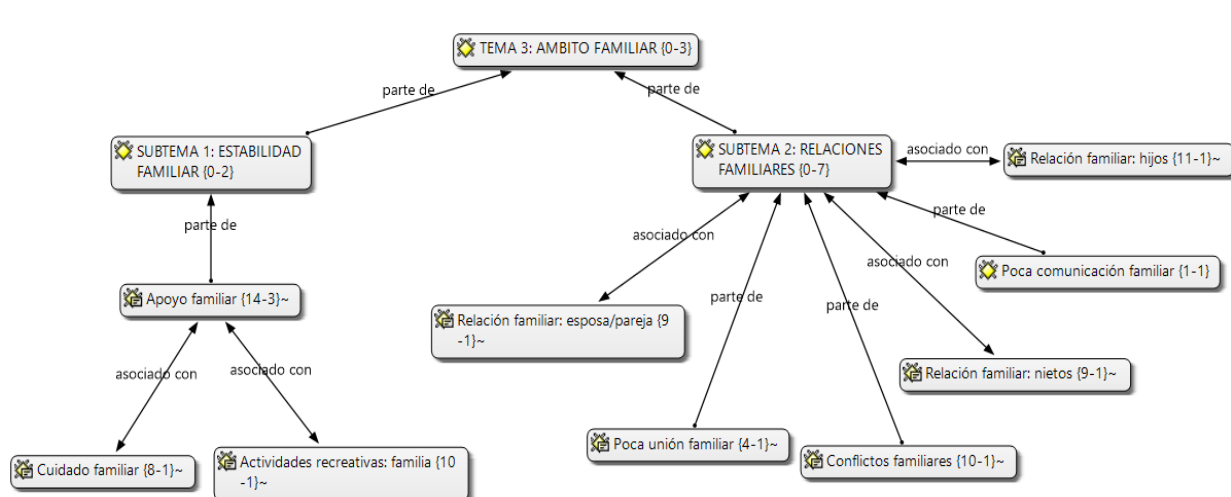 TEMA 3: AMBITO FAMILIAR {0-3}
parte de
parte de
SUBTEMA 1: ESTABILIDAD
FAMILIAR {0-2}
SUBTEMA 2: RELACIONES
FAMILIARES {0-7}
asociado con
Relación familiar: hijos {11-1}~
parte de
parte de
asociado con
asociado con
Poca comunicación familiar {1-1}
Apoyo familiar {14-3}~
parte de
parte de
Relación familiar: esposa/pareja {9
-1}~
asociado con
asociado con
Relación familiar: nietos {9-1}~
Poca unión familiar {4-1}~
Conflictos familiares {10-1}~
Cuidado familiar {8-1}~
Actividades recreativas: familia {10
-1}~